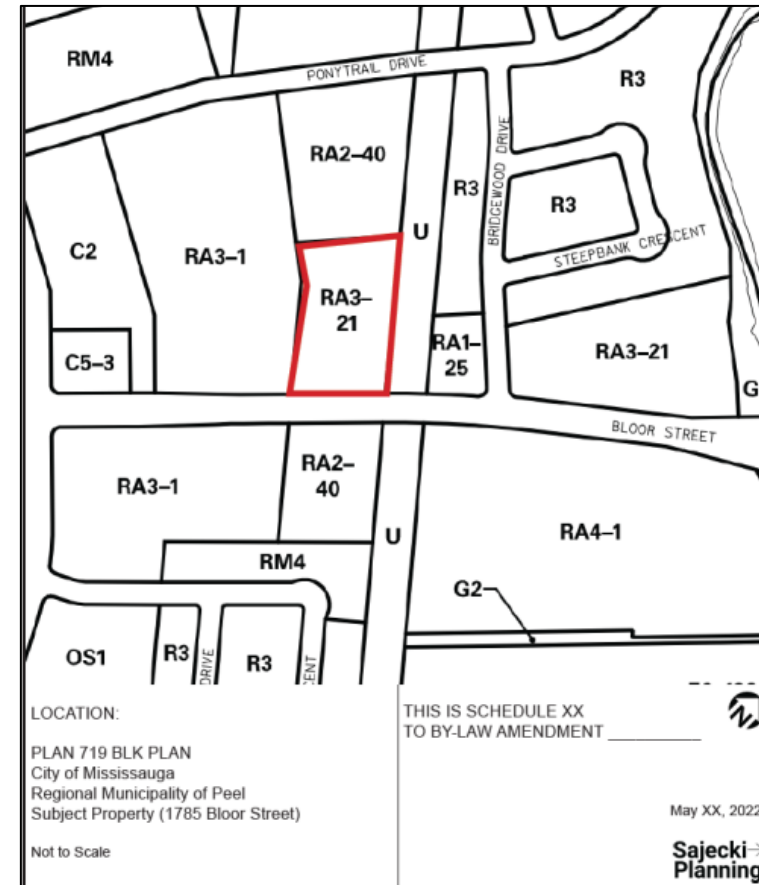 RM4
PONYTRAIL DRIVE
R3
RA2–40
BRIDGEWOOD DRIVE
R3
R3
U
STEEPBANK CRESCENT
C2
RA3–1
RA3–
21
RA1–
25
RA3–21
C5–3
G
BLOOR STREET
RA3–1
RA2–
40
U
RA4–1
RM4
G2
OS1
R3
DRIVE
R3
CENT
LOCATION:
PLAN 719 BLK PLAN
City of Mississauga
Regional Municipality of Peel
Subject Property (1785 Bloor Street)
Not to Scale
THIS IS SCHEDULE XX
TO BY-LAW AMENDMENT __________
N
May XX, 2022
Sajecki
Planning